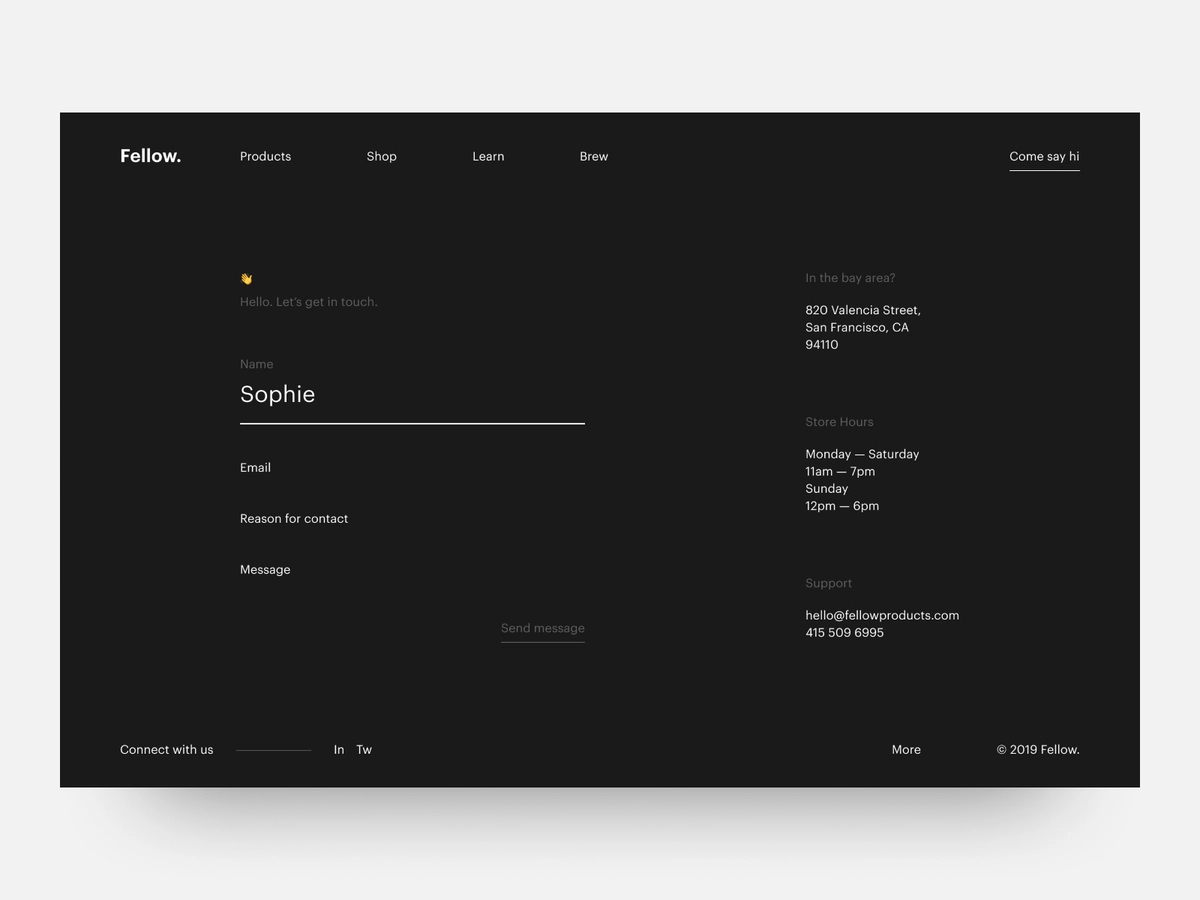 Fellow.
Products
Shop
Learn
Brew
Come say hi
👋
Hello. Let’s get in touch.
Name
Sophie
Email
Reason for contact
Message
Send message
In the bay area?
820 Valencia Street,
San Francisco, CA
94110
Store Hours
Monday — Saturday
11am — 7pm
Sunday
12pm — 6pm
Support
hello@fellowproducts.com
415 509 6995
Connect with us
In
Tw
More
© 2019 Fellow.